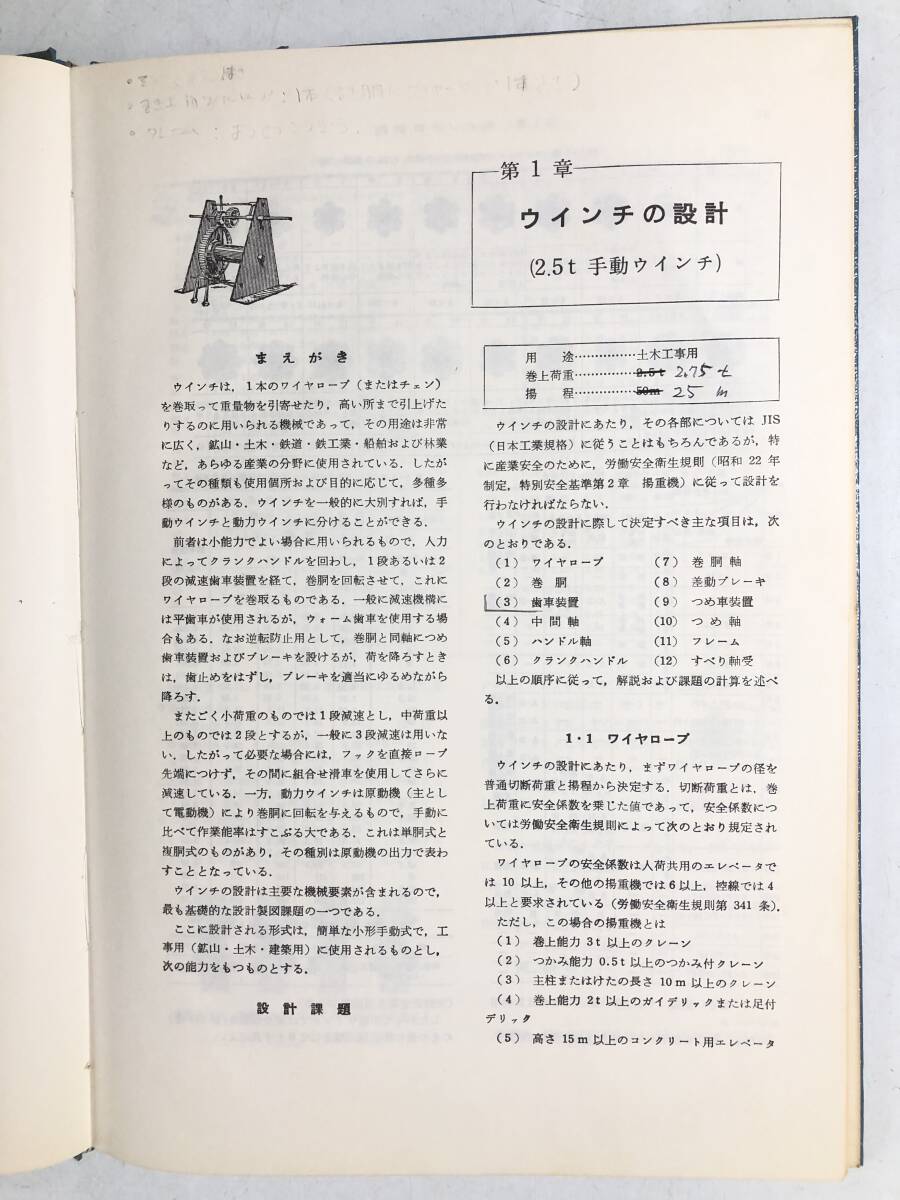 第1章
ウインチの設計
(2.5t 手動ウインチ)
まえがき
ウインチは，1本のワイヤロープ（またはチェン）
を巻取って重量物を引寄せたり，高い所まで引上げた
りするのに用いられる機械であって，その用途は非常
に広く，鉱山・土木・鉄道・鉄工業・船舶および林業
など，あらゆる産業の分野に使用されている．したが
ってその種類も使用個所および目的に応じて，多種多
様のものがある．ウインチを一般的に大別すれば，手
動ウインチと動力ウインチに分けることができる．
前者は小能力でよい場合に用いられるもので，人力
によってクランクハンドルを回わし，1段あるいは2
段の減速歯車装置を経て，巻胴を回転させて，これに
ワイヤロープを巻取るものである．一般に減速機構に
は平歯車が使用されるが，ウォーム歯車を使用する場
合もある．なお逆転防止用として，巻胴と同軸につめ
歯車装置およびブレーキを設けるが，荷を降ろすとき
は，歯止めをはずし，ブレーキを適当にゆるめながら
降ろす．
またごく小荷重のものでは1段減速とし，中荷重以
上のものでは2段とするが，一般に3段減速は用いな
い．したがって必要な場合には，フックを直接ロープ
先端につけず，その間に組合せ滑車を使用してさらに
減速している．一方，動力ウインチは原動機（主とし
て電動機）により巻胴に回転を与えるもので，手動に
比べて作業能率はすこぶる大である．これは単胴式と
複胴式のものがあり，その種別は原動機の出力で表わ
すこととなっている．
ウインチの設計は主要な機械要素が含まれるので，
最も基礎的な設計製図課題の一つである．
ここに設計される形式は，簡単な小形手動式で，工
事用（鉱山・土木・建築用）に使用されるものとし，
次の能力をもつものとする．
設計課題
用　途……………土木工事用
巻上荷重……………2.5t 2.75 t
揚　程……………50m 25 m
ウインチの設計にあたり，その各部については JIS
（日本工業規格）に従うことはもちろんであるが，特
に産業安全のために，労働安全衛生規則（昭和 22 年
制定，特別安全基準第2章　揚重機）に従って設計を
行わなければならない．
ウインチの設計に際して決定すべき主な項目は，次
のとおりである．
(1) ワイヤロープ　(7) 巻胴軸
(2) 巻　胴　(8) 差動ブレーキ
(3) 歯車装置　(9) つめ車装置
(4) 中間軸　(10) つめ軸
(5) ハンドル軸　(11) フレーム
(6) クランクハンドル　(12) すべり軸受
以上の順序に従って，解説および課題の計算を述べ
る．
1・1 ワイヤロープ
ウインチの設計にあたり，まずワイヤロープの径を
普通切断荷重と揚程から決定する．切断荷重とは，巻
上荷重に安全係数を乗じた値であって，安全係数につ
いては労働安全衛生規則によって次のとおり規定され
ている．
ワイヤロープの安全係数は人荷共用のエレベータで
は 10 以上，その他の揚重機では6以上，控線では4
以上と要求されている（労働安全衛生規則第 341 条）．
ただし，この場合の揚重機とは
(1) 巻上能力 3t 以上のクレーン
(2) つかみ能力 0.5t 以上のつかみ付クレーン
(3) 主柱またはけたの長さ 10m 以上のクレーン
(4) 巻上能力 2t 以上のガイデリックまたは足付
デリック
(5) 高さ 15m 以上のコンクリート用エレベータ